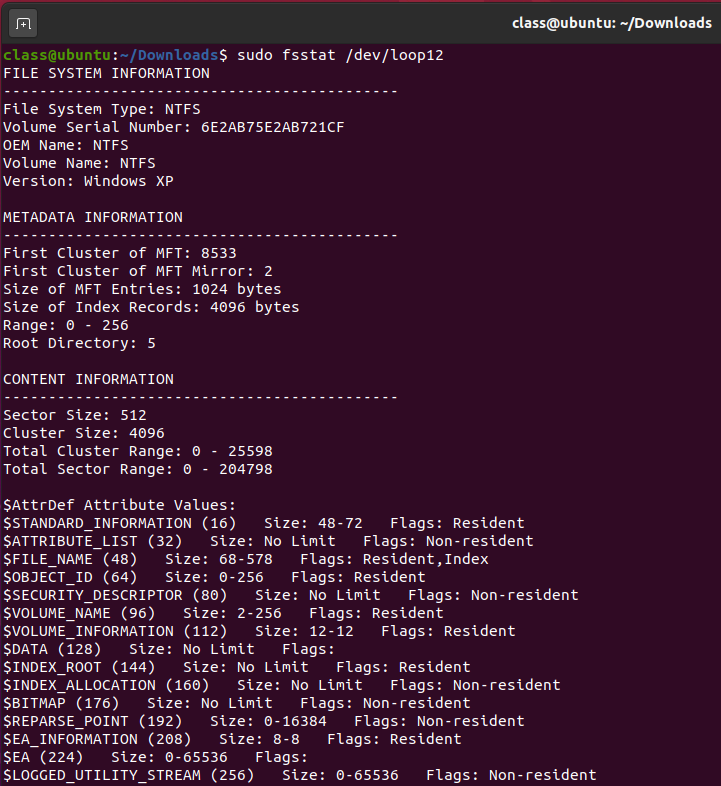 class@ubuntu: ~/Downloads
class@ubuntu:~/Downloads$ sudo fsstat /dev/loop12
FILE SYSTEM INFORMATION
--------------------------------------------
File System Type: NTFS
Volume Serial Number: 6E2AB75E2AB721CF
OEM Name: NTFS
Volume Name: NTFS
Version: Windows XP
METADATA INFORMATION
--------------------------------------------
First Cluster of MFT: 8533
First Cluster of MFT Mirror: 2
Size of MFT Entries: 1024 bytes
Size of Index Records: 4096 bytes
Range: 0 - 256
Root Directory: 5
CONTENT INFORMATION
--------------------------------------------
Sector Size: 512
Cluster Size: 4096
Total Cluster Range: 0 - 25598
Total Sector Range: 0 - 204798
$AttrDef Attribute Values:
$STANDARD_INFORMATION (16)   Size: 48-72   Flags: Resident
$ATTRIBUTE_LIST (32)   Size: No Limit   Flags: Non-resident
$FILE_NAME (48)   Size: 68-578   Flags: Resident,Index
$OBJECT_ID (64)   Size: 0-256   Flags: Resident
$SECURITY_DESCRIPTOR (80)   Size: No Limit   Flags: Non-resident
$VOLUME_NAME (96)   Size: 2-256   Flags: Resident
$VOLUME_INFORMATION (112)   Size: 12-12   Flags: Resident
$DATA (128)   Size: No Limit   Flags:
$INDEX_ROOT (144)   Size: No Limit   Flags: Resident
$INDEX_ALLOCATION (160)   Size: No Limit   Flags: Non-resident
$BITMAP (176)   Size: No Limit   Flags: Non-resident
$REPARSE_POINT (192)   Size: 0-16384   Flags: Non-resident
$EA_INFORMATION (208)   Size: 8-8   Flags: Resident
$EA (224)   Size: 0-65536   Flags:
$LOGGED_UTILITY_STREAM (256)   Size: 0-65536   Flags: Non-resident